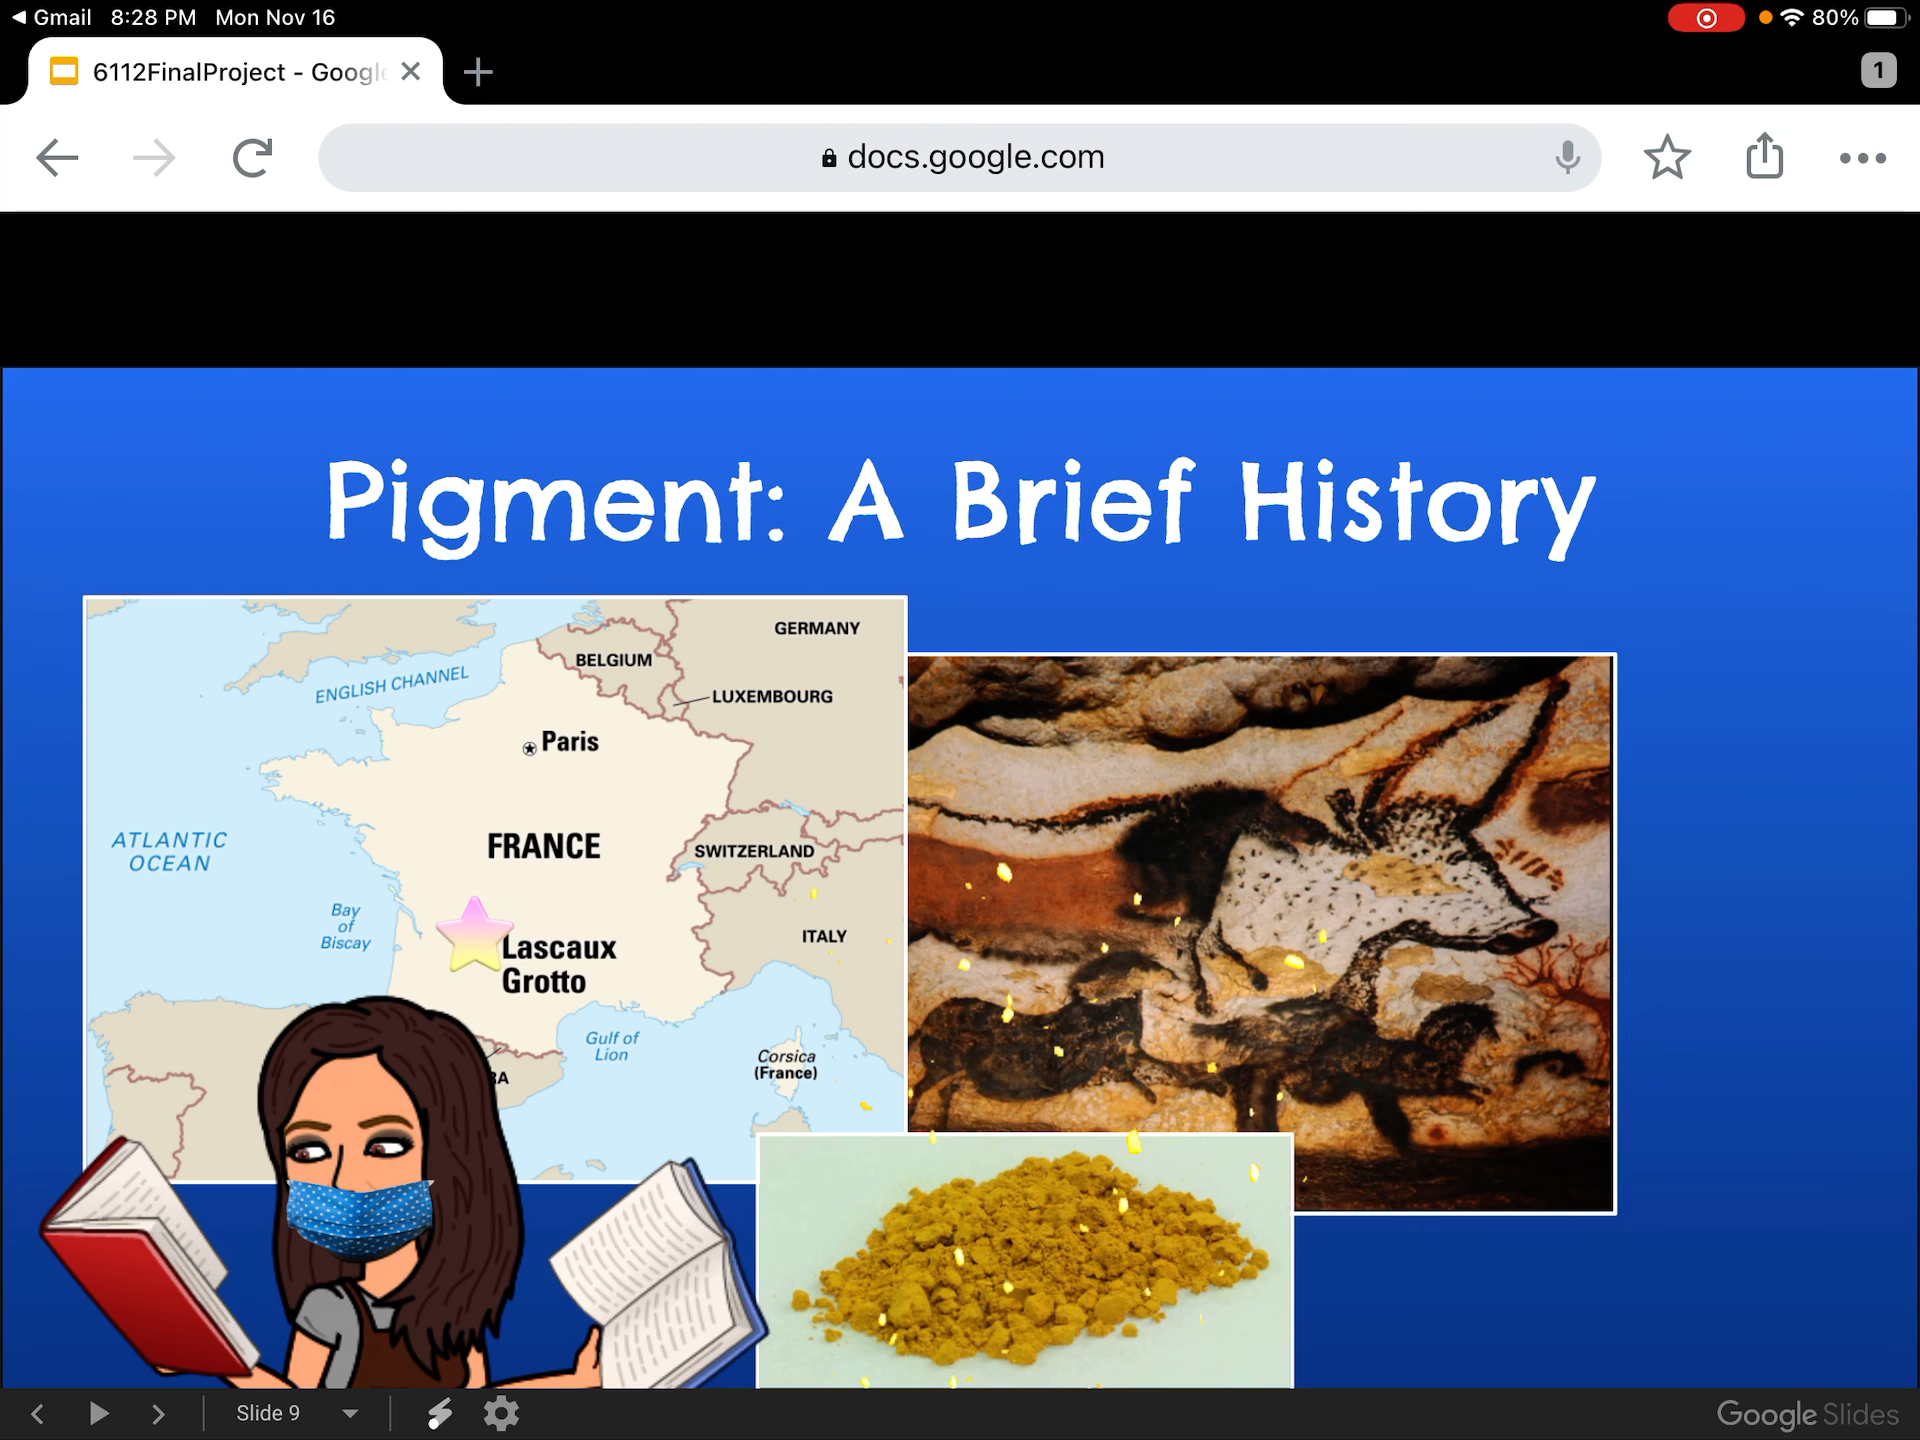 Gmail 8:28 PM Mon Nov 16
80%
6112FinalProject - Google
1
docs.google.com
Pigment: A Brief History
GERMANY
BELGIUM
ENGLISH CHANNEL
LUXEMBOURG
Paris
ATLANTIC
OCEAN
FRANCE
SWITZERLAND
Bay
of
Biscay
Lascaux
Grotto
ITALY
Gulf of
Lion
Corsica
(France)
RA
Slide 9
Google Slides